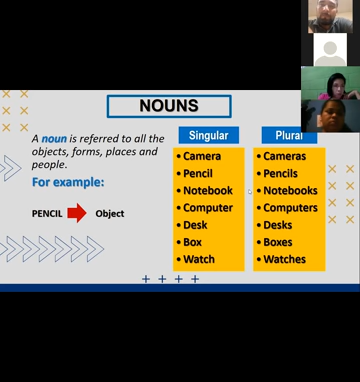 NOUNS
A noun is referred to all the
objects, forms, places and
people.
For example:
PENCIL Object
Singular
• Camera
• Pencil
• Notebook
• Computer
• Desk
• Box
• Watch
Plural
• Cameras
• Pencils
• Notebooks
• Computers
• Desks
• Boxes
• Watches